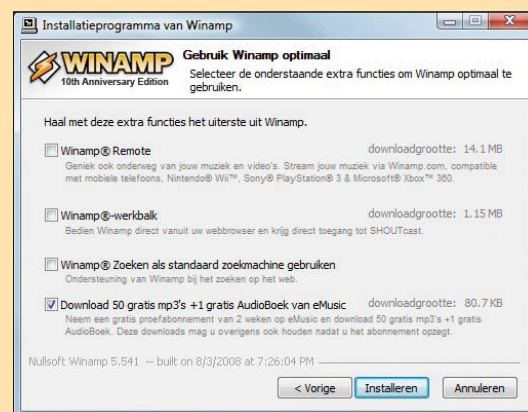 Installatieprogramma van Winamp
WINAMP
10th Anniversary Edition
Gebruik Winamp optimaal
Selecteer de onderstaande extra functies om Winamp optimaal te
gebruiken.
Haal met deze extra functies het uiterste uit Winamp.
Winamp® Remote downloadgrootte: 14.1 MB
Geniek ook onderweg van jouw muziek en video's. Stream jouw muziek via Winamp.com, compatible
met mobiele telefoons, Nintendo® Wii™, Sony® PlayStation® 3 & Microsoft® Xbox™ 360.
Winamp®-werkbalk downloadgrootte: 1.15 MB
Bedien Winamp direct vanuit uw webbrowser en krijg direct toegang tot SHOUTcast.
Winamp® Zoeken als standaard zoekmachine gebruiken
Ondersteuning van Winamp bij het zoeken op het web.
Download 50 gratis mp3's +1 gratis AudioBoek van eMusic downloadgrootte: 80.7 KB
Neem een gratis proefabonnement van 2 weken op eMusic en download 50 gratis mp3's +1 gratis
AudioBoek. Deze downloads mag u overigens ook houden nadat u het abonnement opzegt.
Nullsoft Winamp 5.541 -- built on 8/3/2008 at 7:26:04 PM
< Vorige Installeren Annuleren